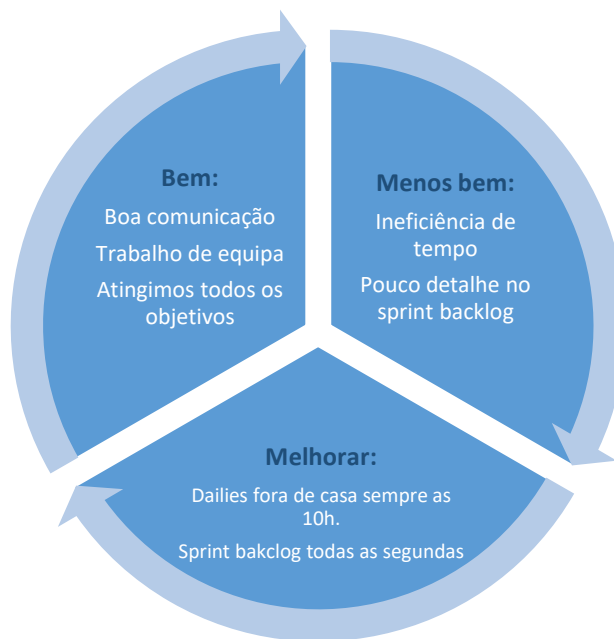 Bem:
Boa comunicação
Trabalho de equipa
Atingimos todos os
objetivos
Menos bem:
Ineficiência de
tempo
Pouco detalhe no
sprint backlog
Melhorar:
Dailies fora de casa sempre as
10h.
Sprint bakclog todas as segundas